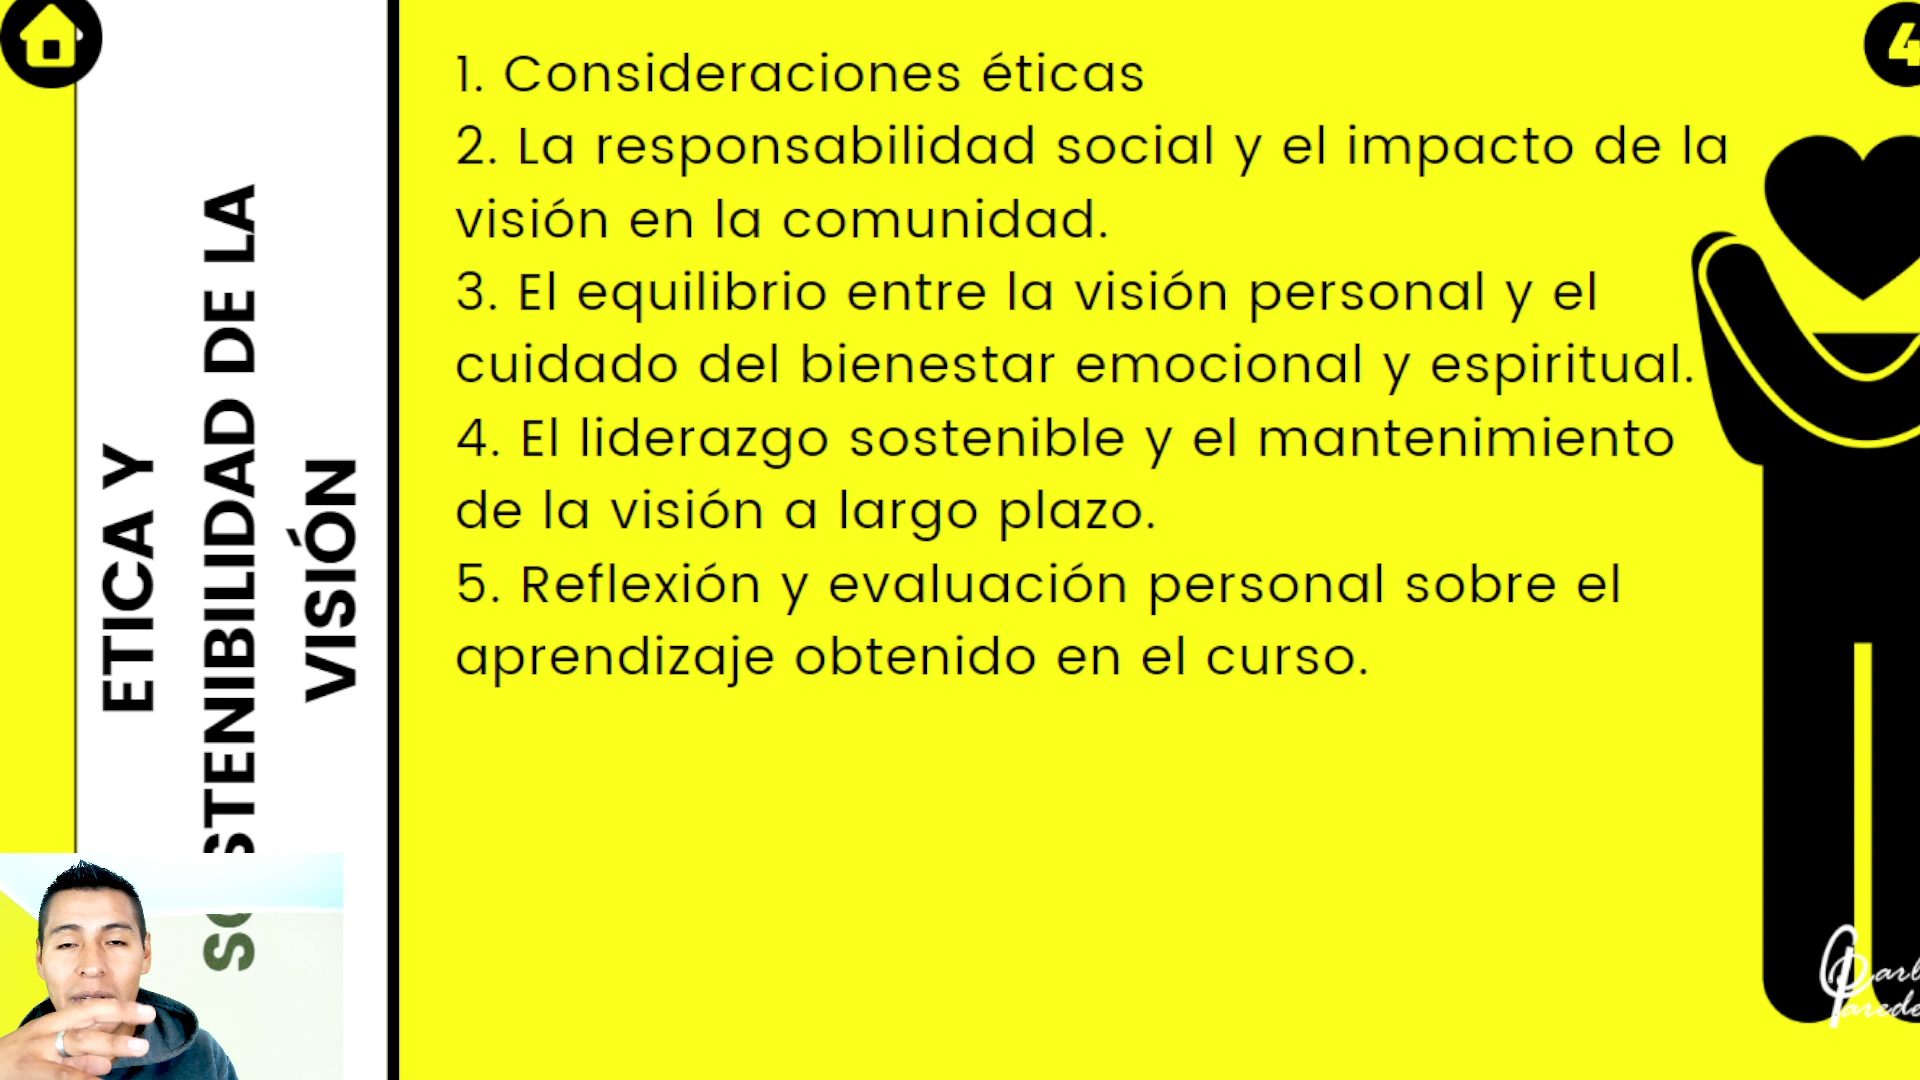 ETICA Y
SOSTENIBILIDAD DE LA
VISIÓN
1. Consideraciones éticas
2. La responsabilidad social y el impacto de la
visión en la comunidad.
3. El equilibrio entre la visión personal y el
cuidado del bienestar emocional y espiritual.
4. El liderazgo sostenible y el mantenimiento
de la visión a largo plazo.
5. Reflexión y evaluación personal sobre el
aprendizaje obtenido en el curso.
4